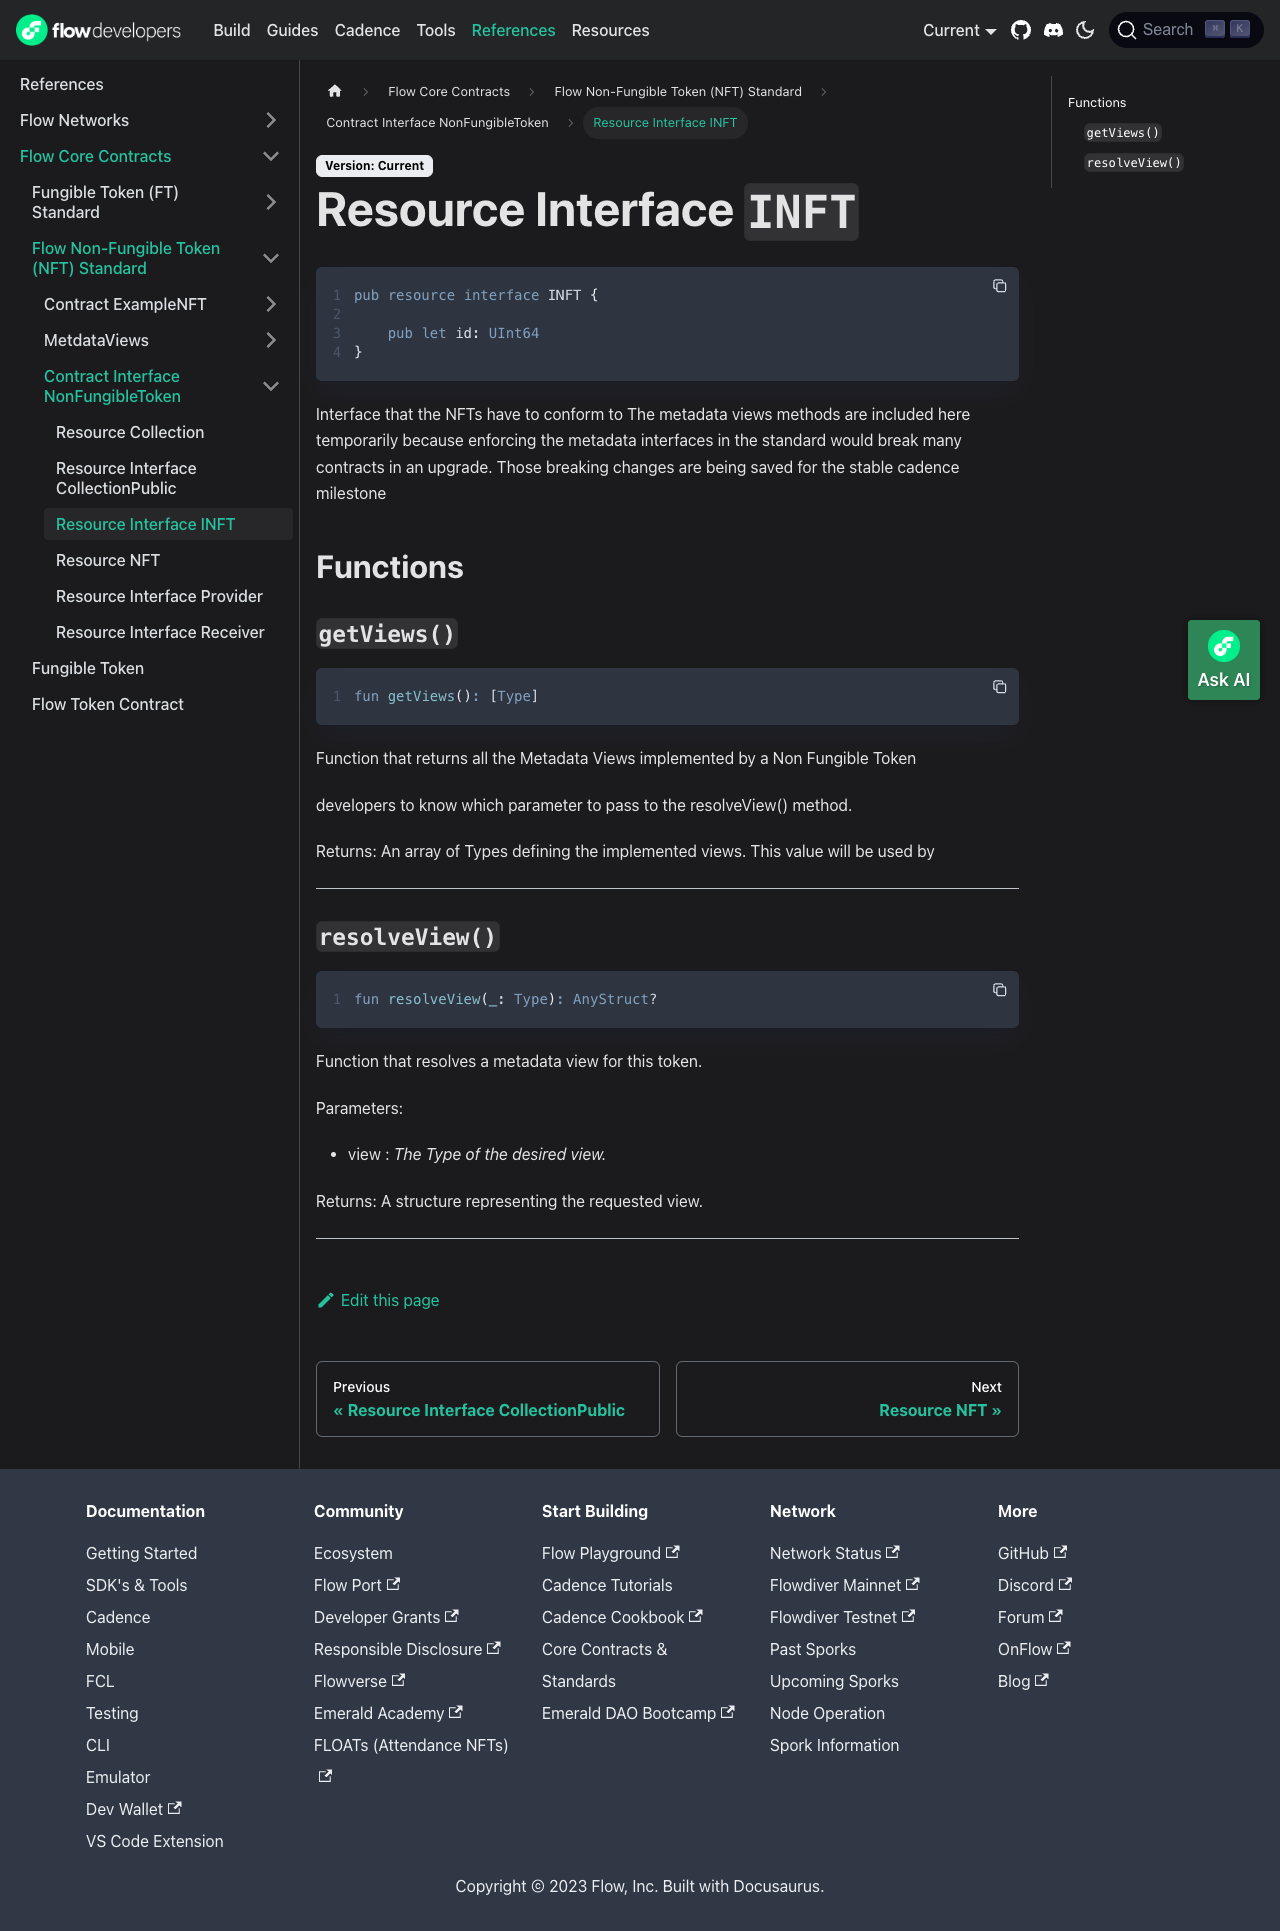 flowdevelopers Build Guides Cadence Tools References Resources Current Search ⌘ K
References
Flow Networks
Flow Core Contracts
Fungible Token (FT)
Standard
Flow Non-Fungible Token
(NFT) Standard
Contract ExampleNFT
MetdataViews
Contract Interface
NonFungibleToken
Resource Collection
Resource Interface
CollectionPublic
Resource Interface INFT
Resource NFT
Resource Interface Provider
Resource Interface Receiver
Fungible Token
Flow Token Contract
Flow Core Contracts Flow Non-Fungible Token (NFT) Standard
Contract Interface NonFungibleToken Resource Interface INFT
Version: Current
Resource Interface INFT
1 pub resource interface INFT {
2
3 pub let id: UInt64
4 }
Interface that the NFTs have to conform to The metadata views methods are included here
temporarily because enforcing the metadata interfaces in the standard would break many
contracts in an upgrade. Those breaking changes are being saved for the stable cadence
milestone
Functions
getViews()
1 fun getViews(): [Type]
Function that returns all the Metadata Views implemented by a Non Fungible Token
developers to know which parameter to pass to the resolveView() method.
Returns: An array of Types defining the implemented views. This value will be used by
resolveView()
1 fun resolveView(_: Type): AnyStruct?
Function that resolves a metadata view for this token.
Parameters:
• view : The Type of the desired view.
Returns: A structure representing the requested view.
Edit this page
Previous
« Resource Interface CollectionPublic
Next
Resource NFT »
Functions
getViews()
resolveView()
Ask AI
Documentation
Getting Started
SDK's & Tools
Cadence
Mobile
FCL
Testing
CLI
Emulator
Dev Wallet
VS Code Extension
Community
Ecosystem
Flow Port
Developer Grants
Responsible Disclosure
Flowverse
Emerald Academy
FLOATs (Attendance NFTs)
Start Building
Flow Playground
Cadence Tutorials
Cadence Cookbook
Core Contracts &
Standards
Emerald DAO Bootcamp
Network
Network Status
Flowdiver Mainnet
Flowdiver Testnet
Past Sporks
Upcoming Sporks
Node Operation
Spork Information
More
GitHub
Discord
Forum
OnFlow
Blog
Copyright © 2023 Flow, Inc. Built with Docusaurus.